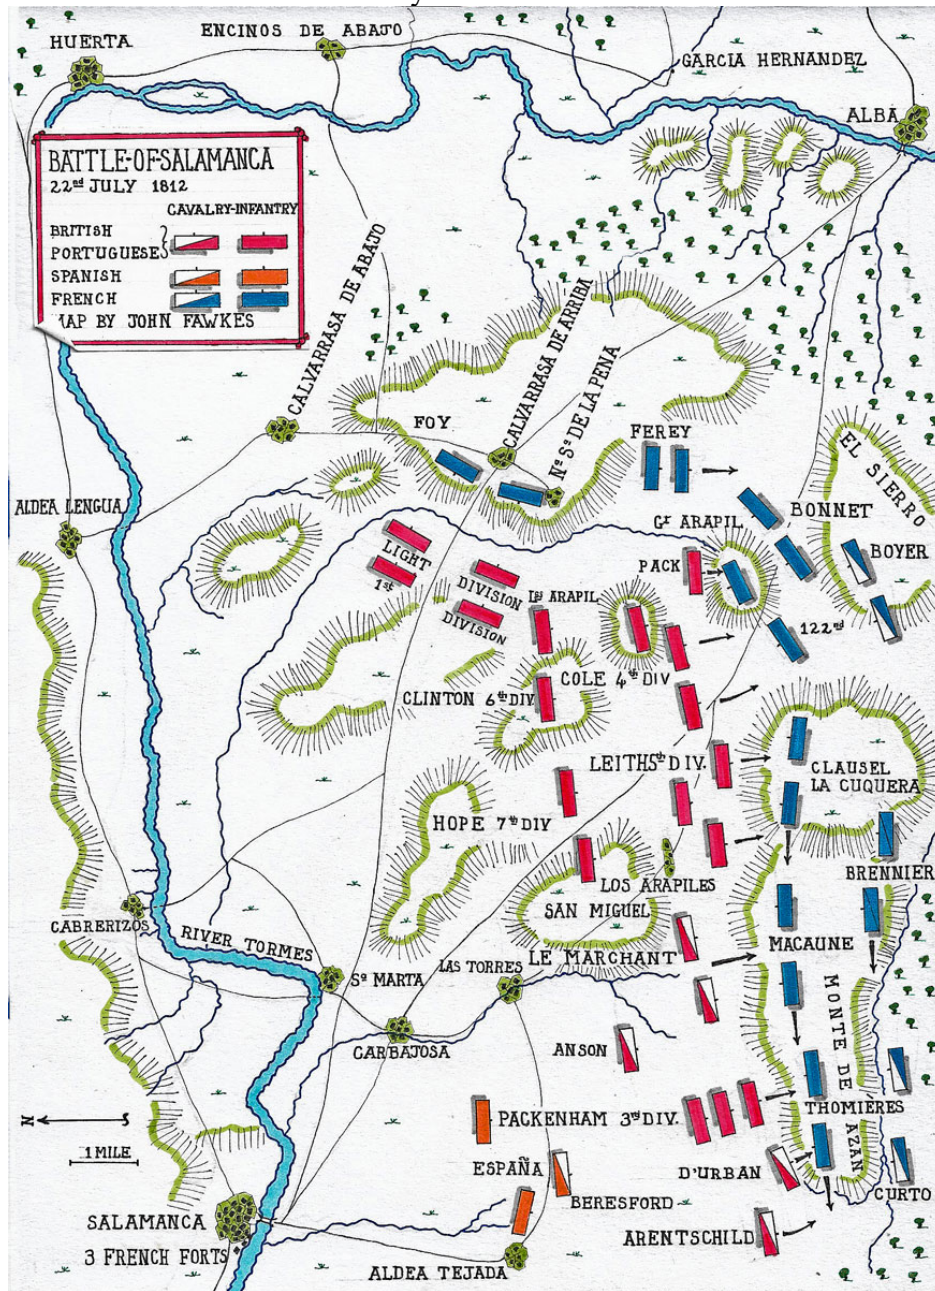 HUERTA
ENCINOS DE ABAJO
GARCIA HERNANDEZ
ALBA
BATTLE-OF-SALAMANCA
22nd JULY 1812
CAVALRY-INFANTRY
BRITISH
PORTUGUESE
SPANISH
FRENCH
MAP BY JOHN FAWKES
CALVARRASA DE ABAJO
CALVARRASA DE ARRIBA
Na Sa DE LA PENA
FOY
FEREY
EL SIERRO
ALDEA LENGUA
BONNET
Gr ARAPIL
BOYER
LIGHT DIVISION
1st DIVISION
PACK
122nd
COLE 4th DIV
CLINTON 6th DIV
LEITH 5th DIV.
CLAUSEL
LA CUQUERA
HOPE 7th DIV
BRENNIER
LOS ARAPILES
SAN MIGUEL
CABRERIZOS
RIVER TORMES
LE MARCHANT
MACAUNE
Sa MARTA
LAS TORRES
MONTE DE AZAN
CARBAJOSA
ANSON
N
S
1 MILE
PACKENHAM 3rd DIV.
THOMIÈRES
ESPAÑA
D'URBAN
CURTO
BERESFORD
SALAMANCA
3 FRENCH FORTS
ARENTSCHILD
ALDEA TEJADA